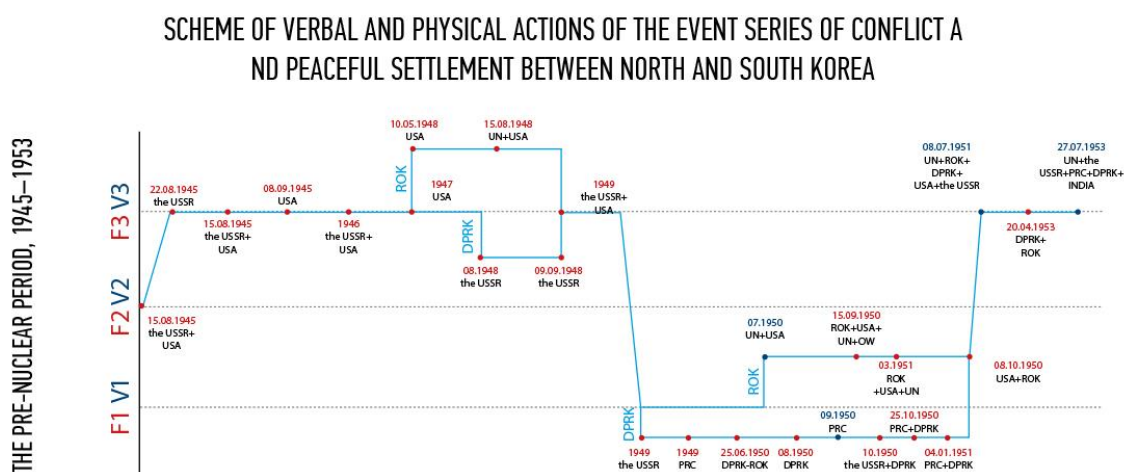 SCHEME OF VERBAL AND PHYSICAL ACTIONS OF THE EVENT SERIES OF CONFLICT A
ND PEACEFUL SETTLEMENT BETWEEN NORTH AND SOUTH KOREA
THE PRE-NUCLEAR PERIOD, 1945–1953
F3 V3
F2 V2
F1 V1
15.08.1945
the USSR+
USA
22.08.1945
the USSR
15.08.1945
the USSR+
USA
08.09.1945
USA
1946
the USSR+
USA
ROK
10.05.1948
USA
1947
USA
15.08.1948
UN+USA
DPRK
08.1948
the USSR
09.09.1948
the USSR
1949
the USSR+
USA
DPRK
1949
the USSR
1949
PRC
25.06.1950
DPRK-ROK
08.1950
DPRK
09.1950
PRC
10.1950
the USSR+DPRK
25.10.1950
PRC+DPRK
04.01.1951
PRC+DPRK
ROK
07.1950
UN+USA
15.09.1950
ROK+USA+
UN+OW
03.1951
ROK
+USA+UN
08.10.1950
USA+ROK
08.07.1951
UN+ROK+
DPRK+
USA+the USSR
20.04.1953
DPRK+
ROK
27.07.1953
UN+the
USSR+PRC+DPRK+
INDIA